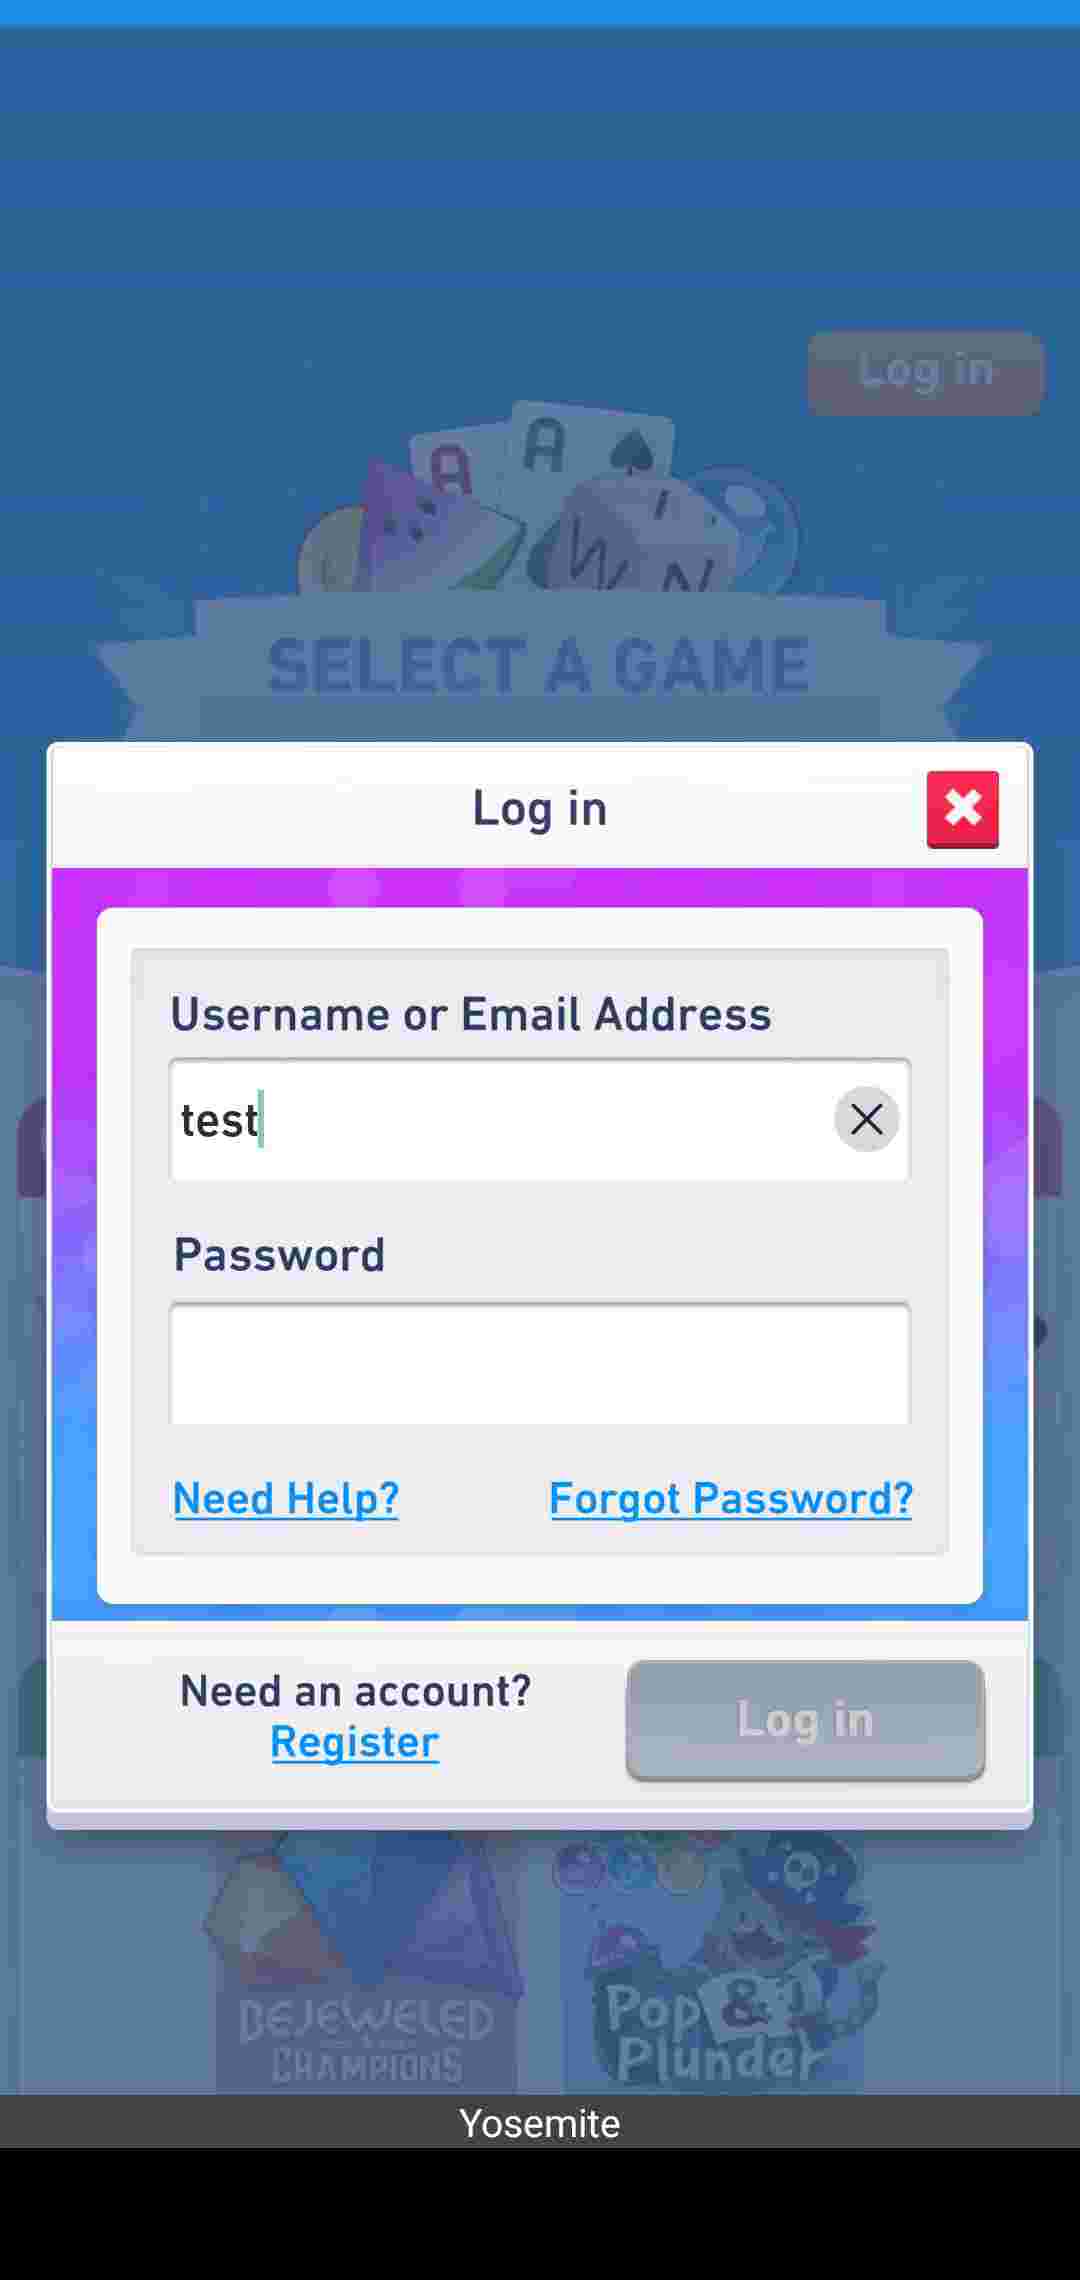 Log in
A
A
W
I
N
SELECT A GAME
Log in
Username or Email Address
test
Password
Need Help?
Forgot Password?
Need an account?
Register
Log in
BEJEWELED
CHAMPIONS
Pop &
Plunder
Yosemite